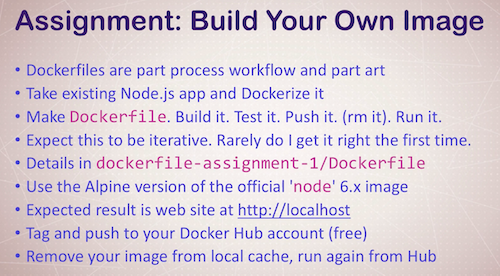 Assignment: Build Your Own Image
• Dockerfiles are part process workflow and part art
• Take existing Node.js app and Dockerize it
• Make Dockerfile. Build it. Test it. Push it. (rm it). Run it.
• Expect this to be iterative. Rarely do I get it right the first time.
• Details in dockerfile-assignment-1/Dockerfile
• Use the Alpine version of the official 'node' 6.x image
• Expected result is web site at http://localhost
• Tag and push to your Docker Hub account (free)
• Remove your image from local cache, run again from Hub